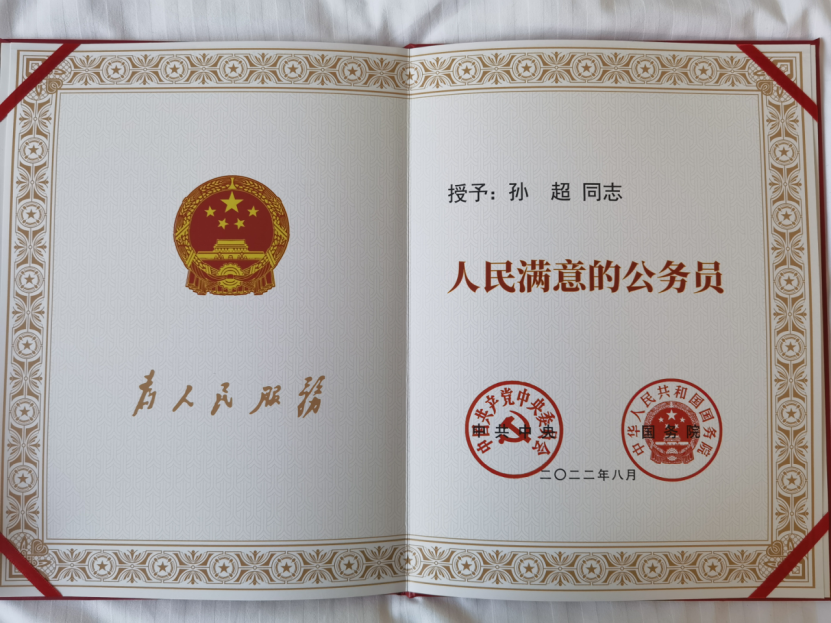 为人民服务
授予：孙 超 同志
人民满意的公务员
中国共产党中央委员会
中共中央
中华人民共和国国务院
国务院
二〇二二年八月